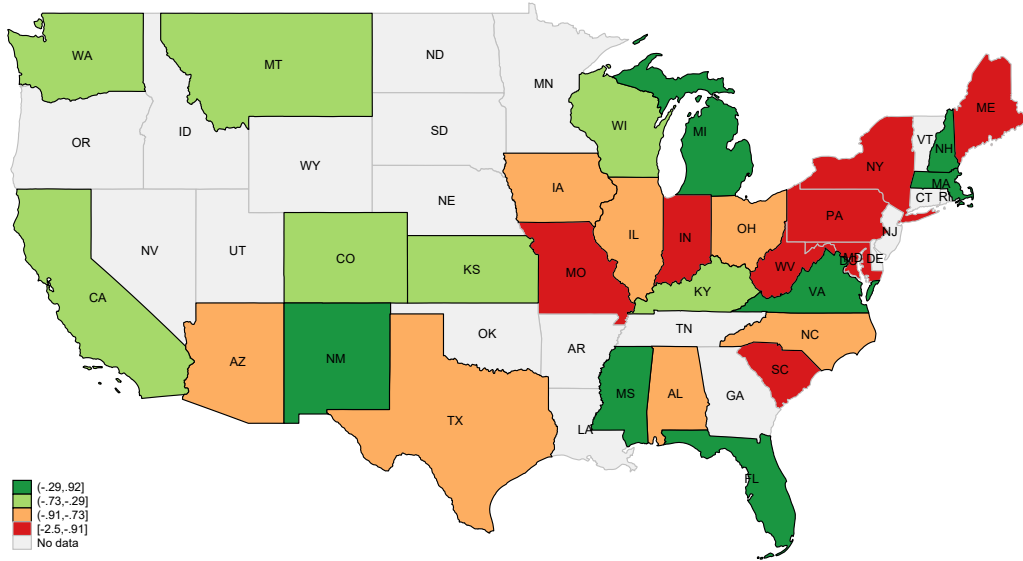 WA
MT
ND
MN
ME
OR
ID
SD
WI
MI
VT
NH
WY
NY
MA
CT
RI
IA
NE
PA
NJ
NV
UT
CO
KS
IL
IN
OH
MO
WV
DC
MD
DE
CA
KY
VA
AZ
NM
OK
AR
TN
NC
SC
TX
LA
MS
AL
GA
FL
(-.29,.92]
(-.73,-.29]
(-.91,-.73]
[-2.5,-.91]
No data